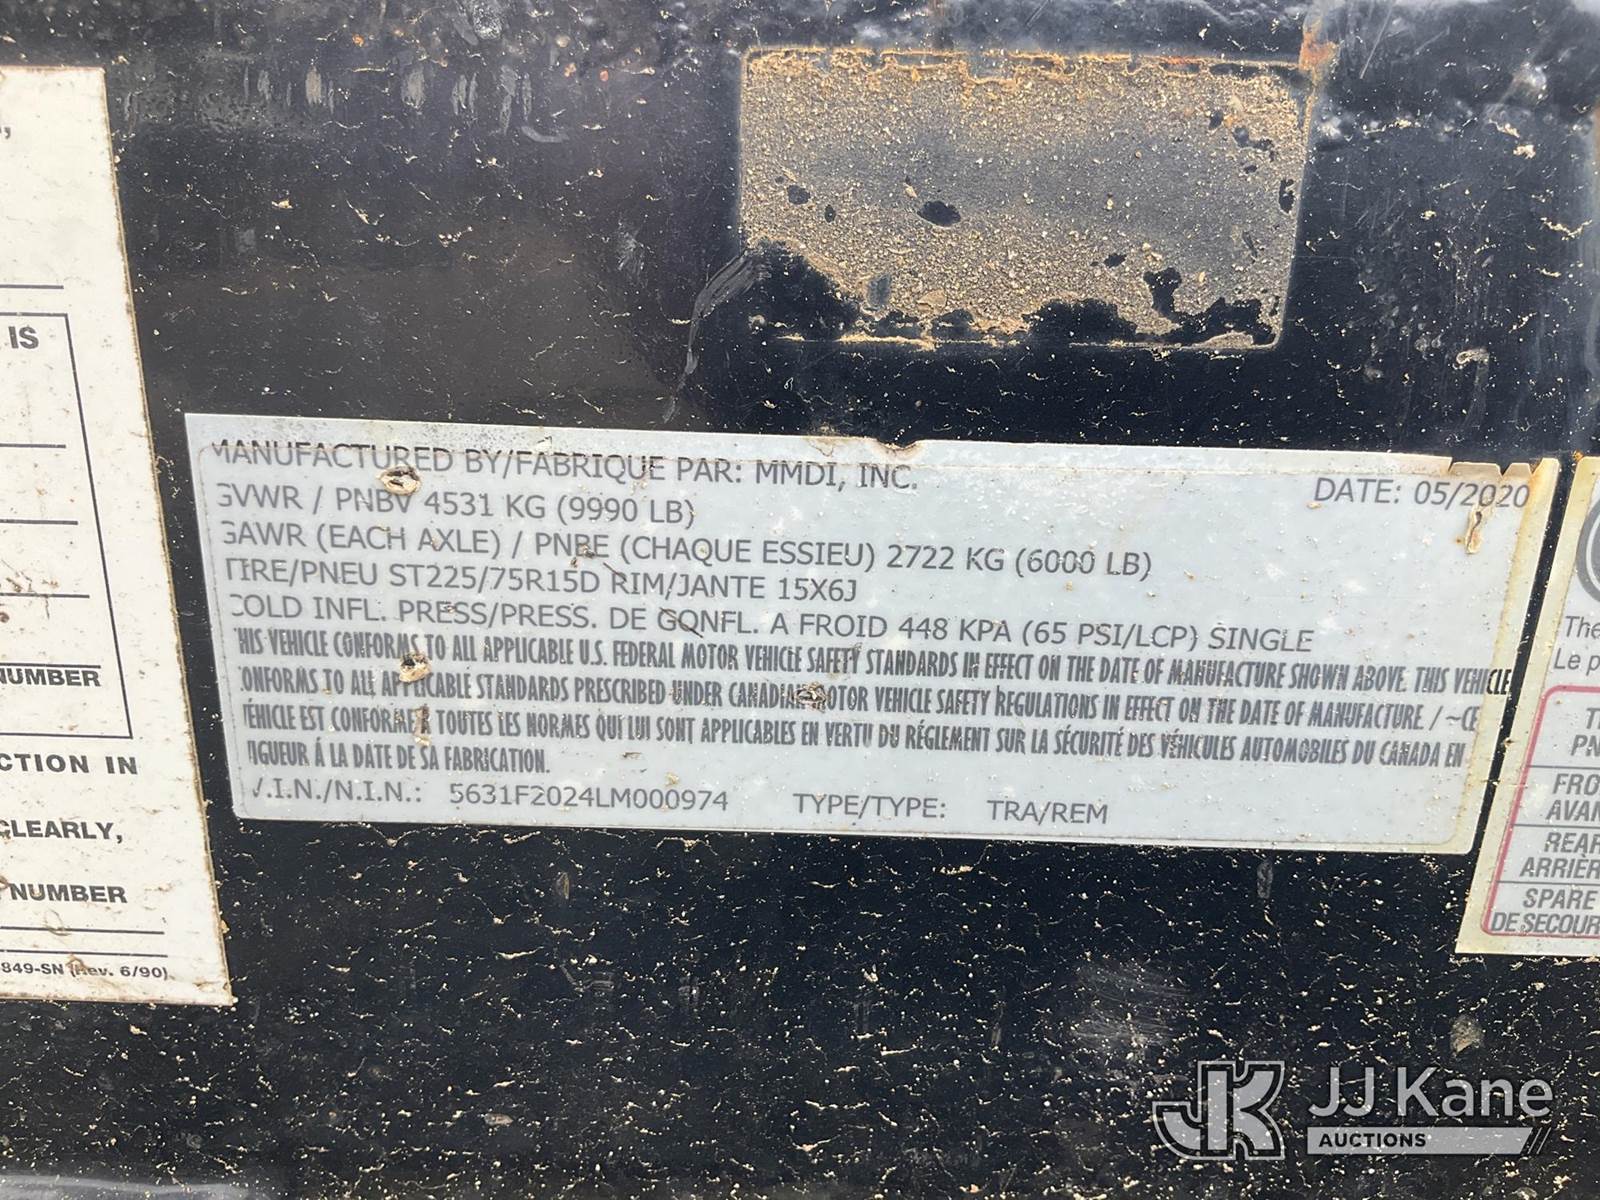 IS
NUMBER
CTION IN
CLEARLY,
NUMBER
849-SN (Rev. 6/90)
MANUFACTURED BY/FABRIQUE PAR: MMDI, INC.
DATE: 05/2020
GVWR / PNBV 4531 KG (9990 LB)
GAWR (EACH AXLE) / PNBE (CHAQUE ESSIEU) 2722 KG (6000 LB)
TIRE/PNEU ST225/75R15D RIM/JANTE 15X6J
COLD INFL. PRESS/PRESS. DE GONFL. A FROID 448 KPA (65 PSI/LCP) SINGLE
THIS VEHICLE CONFORMS TO ALL APPLICABLE U.S. FEDERAL MOTOR VEHICLE SAFETY STANDARDS IN EFFECT ON THE DATE OF MANUFACTURE SHOWN ABOVE. THIS VEHICLE
CONFORMS TO ALL APPLICABLE STANDARDS PRESCRIBED UNDER CANADIAN MOTOR VEHICLE SAFETY REGULATIONS IN EFFECT ON THE DATE OF MANUFACTURE. / ~CE
VÉHICLE EST CONFORME À TOUTES LES NORMES QUI LUI SONT APPLICABLES EN VERTU DU RÉGLEMENT SUR LA SÉCURITÉ DES VÉHICULES AUTOMOBILES DU CANADA EN
VIGUEUR Á LA DATE DE SA FABRICATION.
V.I.N./N.I.N.: 5631F2024LM000974 TYPE/TYPE: TRA/REM
The
Le p
PN
FRO
AVAN
REAR
ARRIÈR
SPARE
DE SECOUR
JJ Kane
AUCTIONS